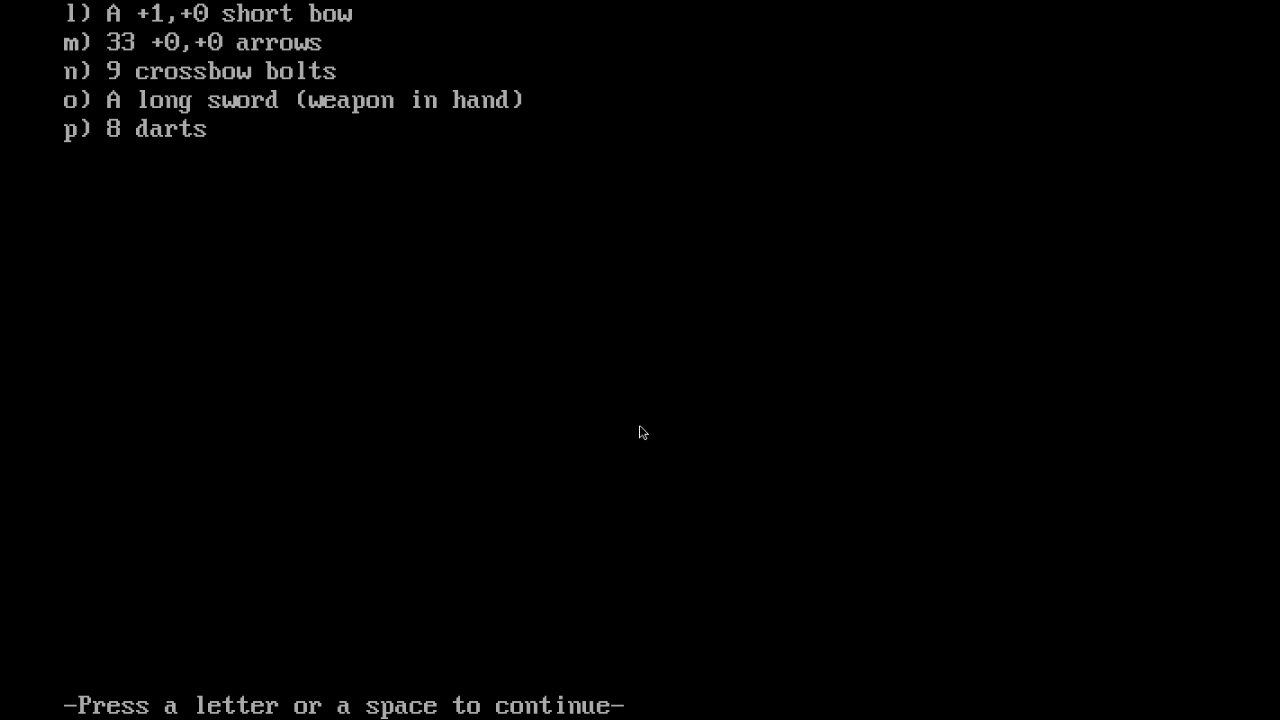 l) A +1,+0 short bow
m) 33 +0,+0 arrows
n) 9 crossbow bolts
o) A long sword (weapon in hand)
p) 8 darts
-Press a letter or a space to continue-